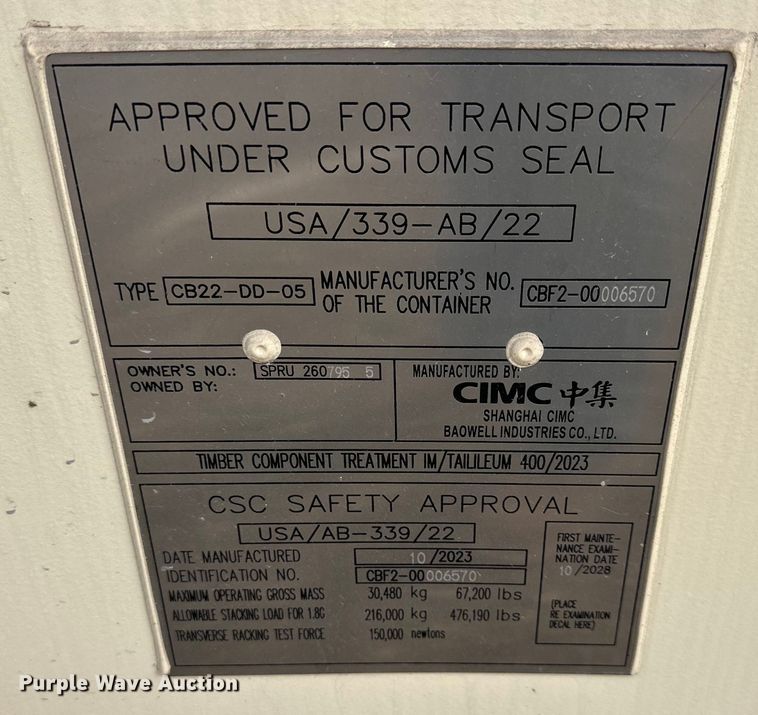 APPROVED FOR TRANSPORT
UNDER CUSTOMS SEAL
USA/339-AB/22
TYPE CB22-DD-05 MANUFACTURER'S NO. OF THE CONTAINER CBF2-00006570
OWNER'S NO.: SPRU 260795 5
OWNED BY:
MANUFACTURED BY:
CIMC 中集
SHANGHAI CIMC
BAOWELL INDUSTRIES CO., LTD.
TIMBER COMPONENT TREATMENT IM/TAILILEUM 400/2023
CSC SAFETY APPROVAL
USA/AB-339/22
DATE MANUFACTURED 10/2023
IDENTIFICATION NO. CBF2-00006570
MAXIMUM OPERATING GROSS MASS 30,480 kg 67,200 lbs
ALLOWABLE STACKING LOAD FOR 1.8G 216,000 kg 476,190 lbs
TRANSVERSE RACKING TEST FORCE 150,000 newtons
FIRST MAINTE-
NANCE EXAMI-
NATION DATE
10/2028
(PLACE
RE EXAMINATION
DECAL HERE)
Purple Wave Auction